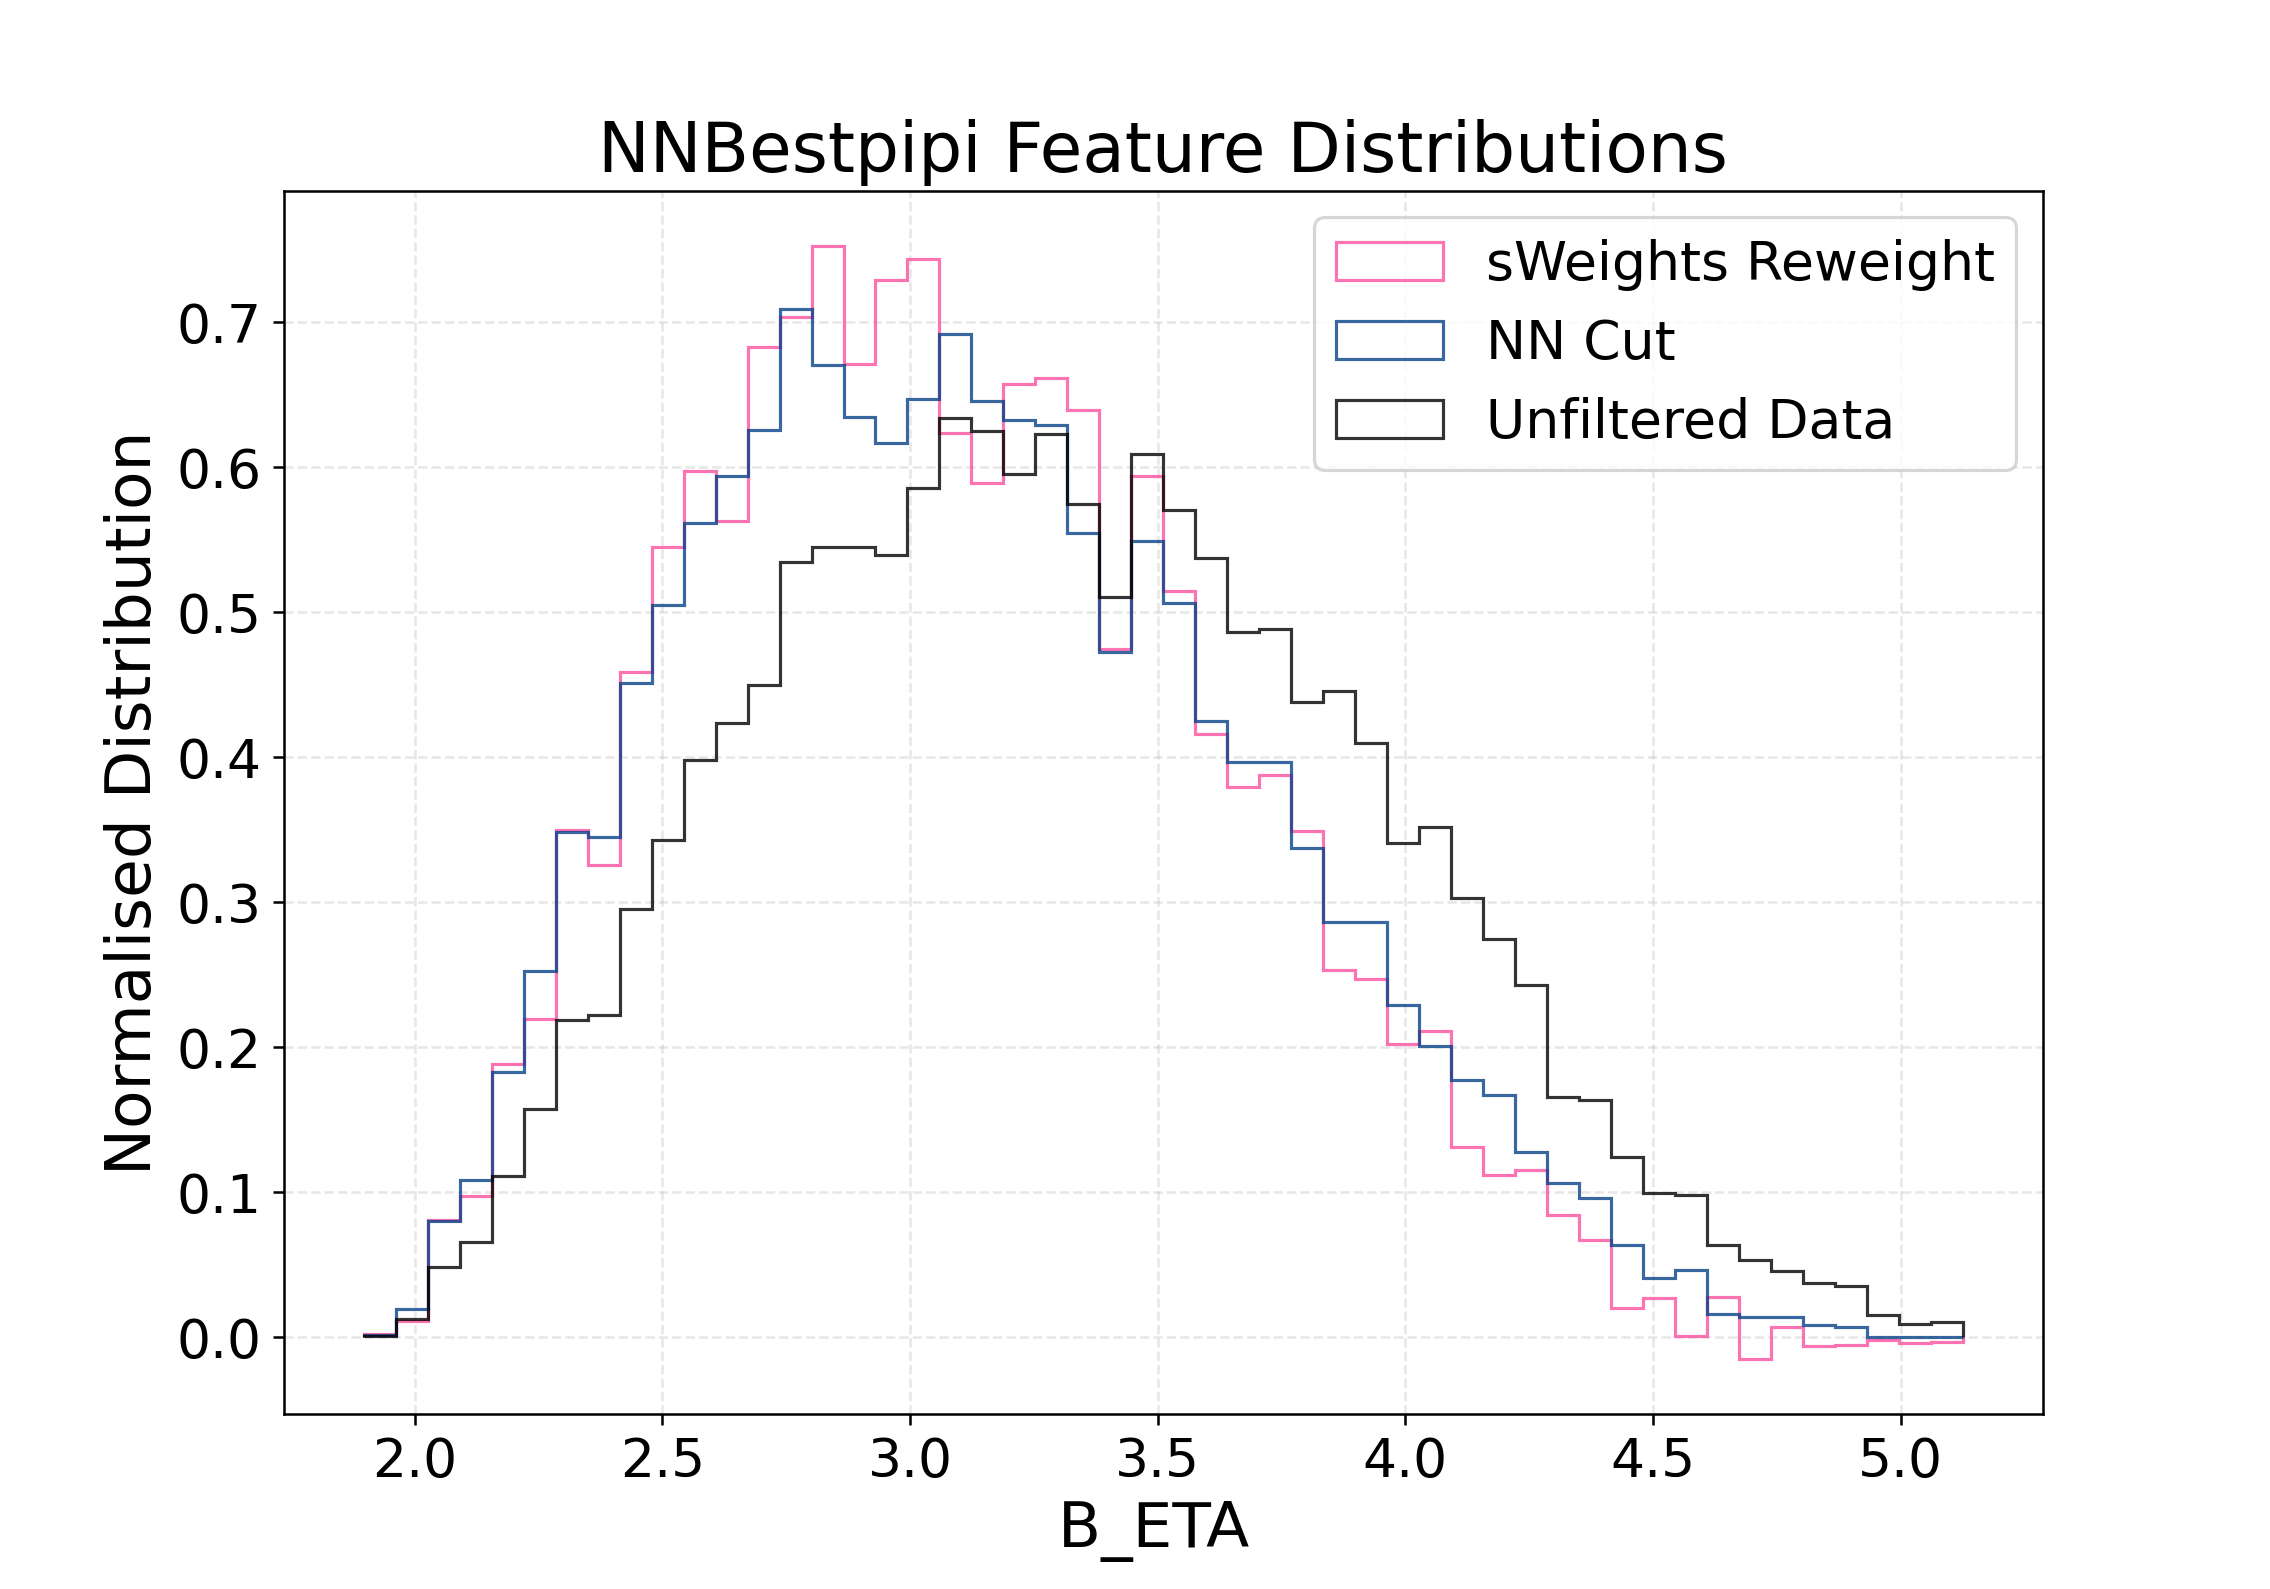 NNBestpipi Feature Distributions
sWeights Reweight
NN Cut
Unfiltered Data
Normalised Distribution
0.7
0.6
0.5
0.4
0.3
0.2
0.1
0.0
2.0 2.5 3.0 3.5 4.0 4.5 5.0
B_ETA